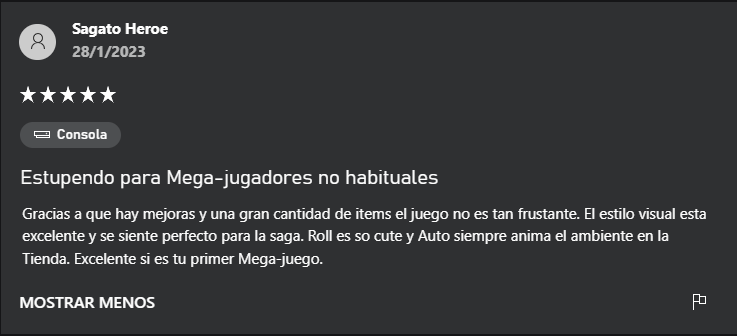 Sagato Heroe
28/1/2023
Consola
Estupendo para Mega-jugadores no habituales
Gracias a que hay mejoras y una gran cantidad de items el juego no es tan frustante. El estilo visual esta
excelente y se siente perfecto para la saga. Roll es so cute y Auto siempre anima el ambiente en la
Tienda. Excelente si es tu primer Mega-juego.
MOSTRAR MENOS